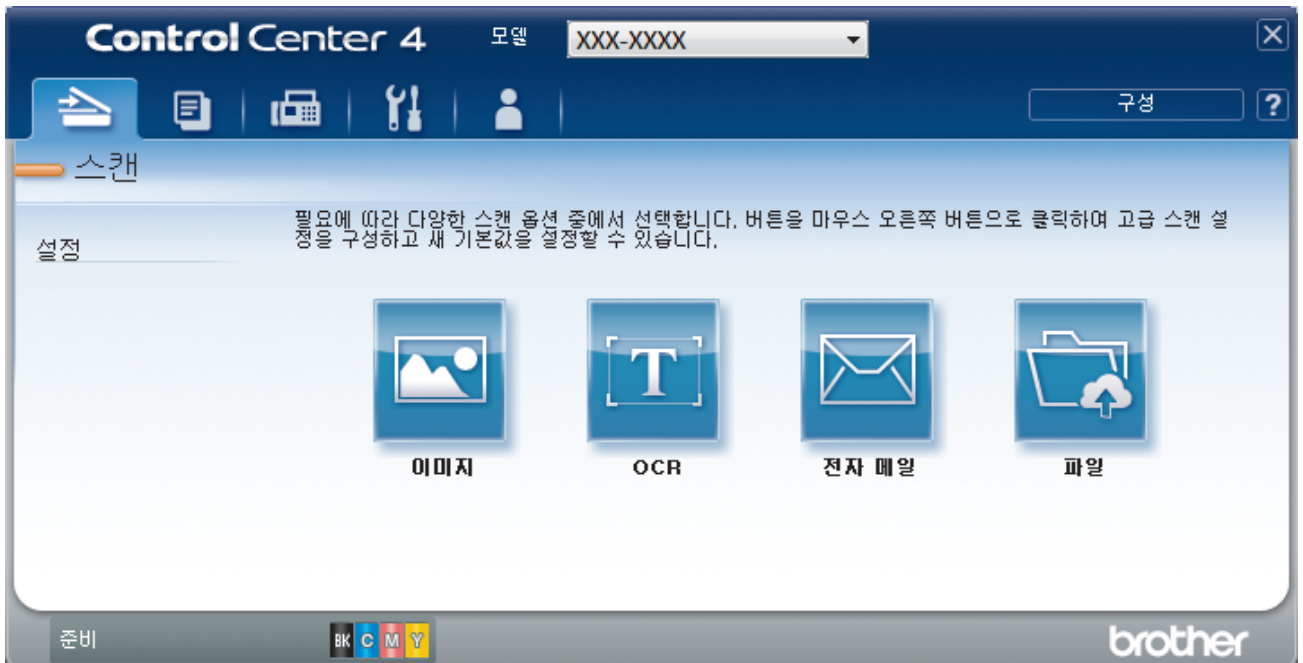 Control Center 4 모델 XXX-XXXX
구성 ?
스캔
필요에 따라 다양한 스캔 옵션 중에서 선택합니다. 버튼을 마우스 오른쪽 버튼으로 클릭하여 고급 스캔 설
정을 구성하고 새 기본값을 설정할 수 있습니다.
설정
T
이미지 OCR 전자 메일 파일
준비 BK C M Y brother